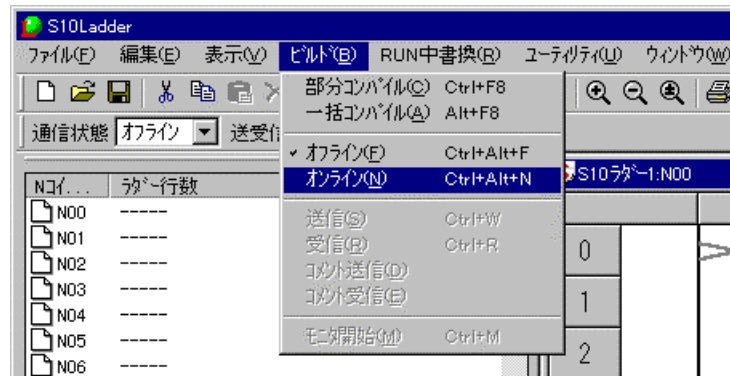 S10Ladder
ファイル(F) 編集(E) 表示(V) ビルド(B) RUN中書換(R) ユーティリティ(U) ウィンドウ(W)
部分コンパイル(C) Ctrl+F8
一括コンパイル(A) Alt+F8
通信状態 オフライン 送受信
✓ オフライン(F) Ctrl+Alt+F
オンライン(N) Ctrl+Alt+N
S10ラダー1:N00
Nコイ... ラダー行数
N00 -----
N01 -----
N02 -----
N03 -----
N04 -----
N05 -----
N06 -----
送信(S) Ctrl+W
受信(R) Ctrl+R
コメント送信(D)
コメント受信(E)
モニタ開始(M) Ctrl+M
0
1
2